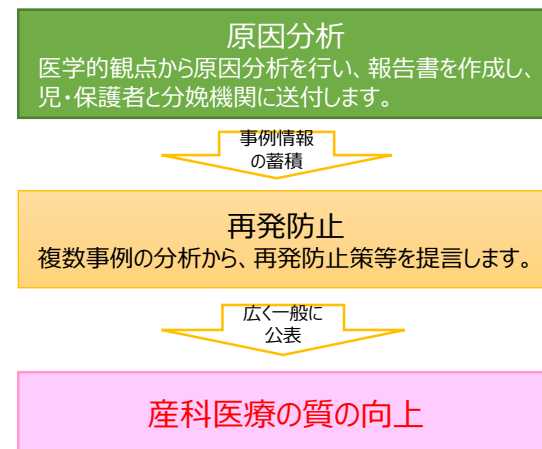 原因分析
医学的観点から原因分析を行い、報告書を作成し、
児・保護者と分娩機関に送付します。
事例情報
の蓄積
再発防止
複数事例の分析から、再発防止策等を提言します。
広く一般に
公表
産科医療の質の向上